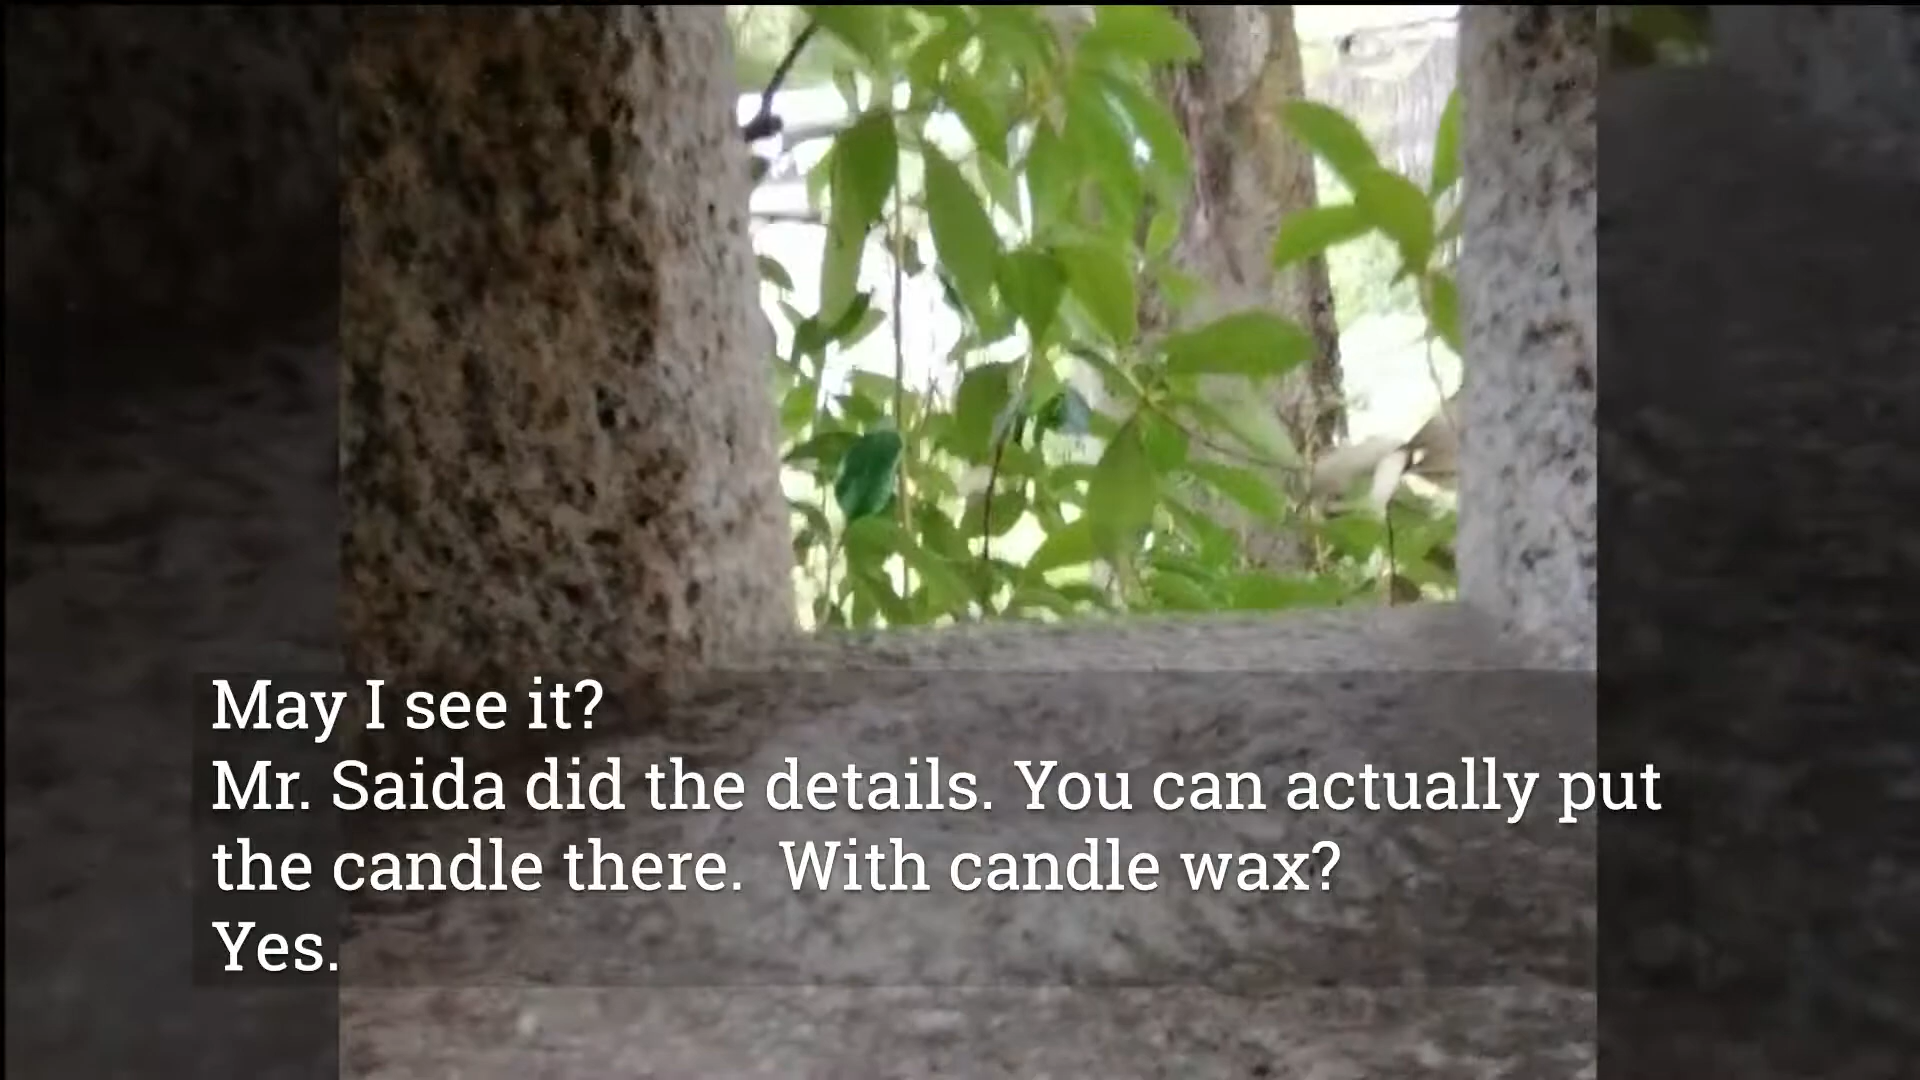 May I see it?
Mr. Saida did the details. You can actually put
the candle there.  With candle wax?
Yes.